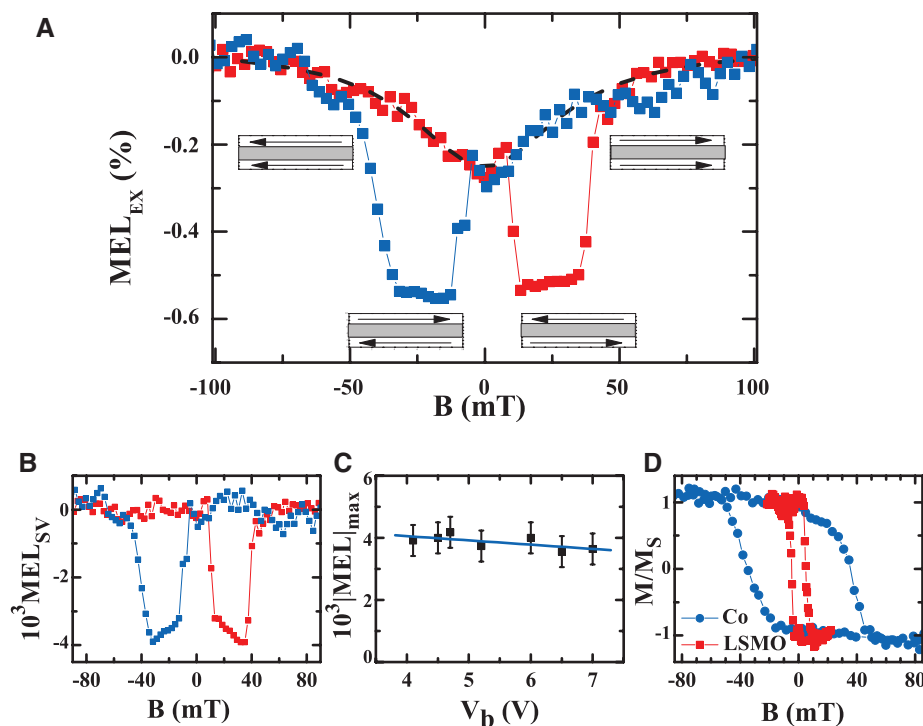 A
MEL_EX (%)
0.0
-0.2
-0.4
-0.6
-100
-50
0
50
100
B (mT)
B
10^3MEL_SV
0
-2
-4
-80
-40
0
40
80
B (mT)
C
10^3|MEL|_max
6
4
2
0
4
5
6
7
V_b (V)
D
M/M_S
1
0
-1
Co
LSMO
-80
-40
0
40
80
B (mT)